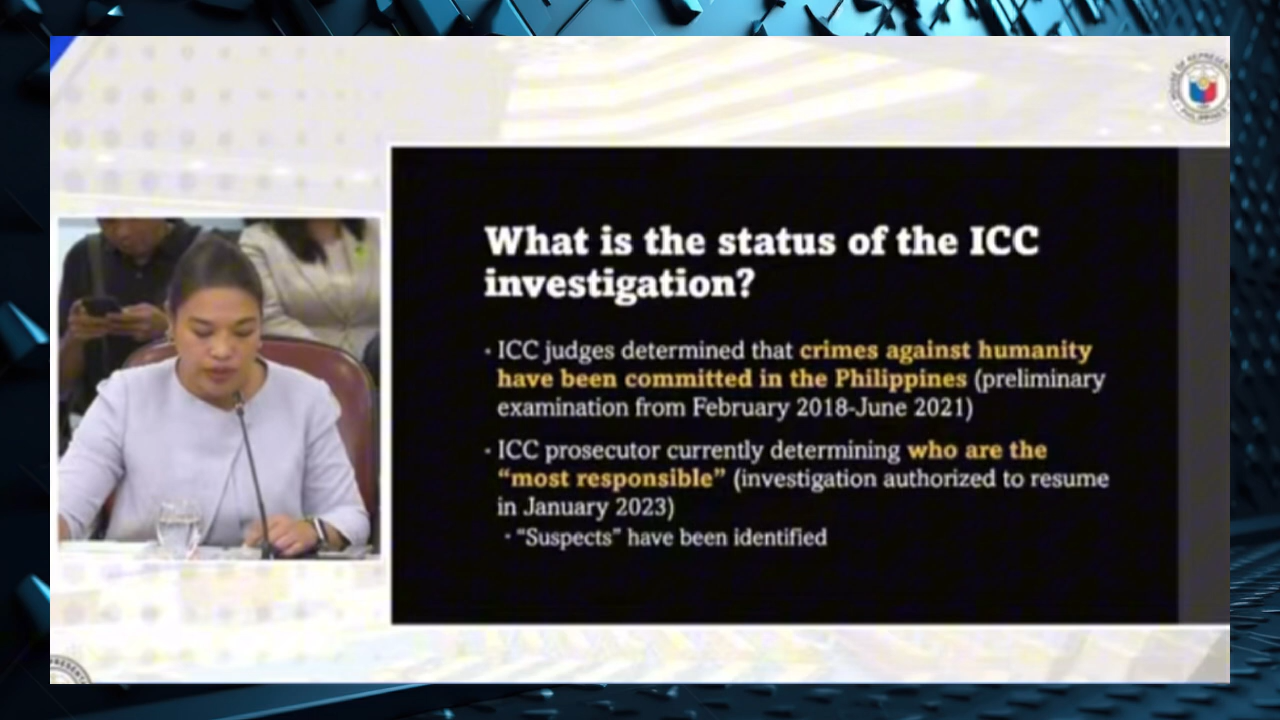 What is the status of the ICC
investigation?
· ICC judges determined that crimes against humanity
have been committed in the Philippines (preliminary
examination from February 2018-June 2021)
· ICC prosecutor currently determining who are the
“most responsible” (investigation authorized to resume
in January 2023)
· “Suspects” have been identified